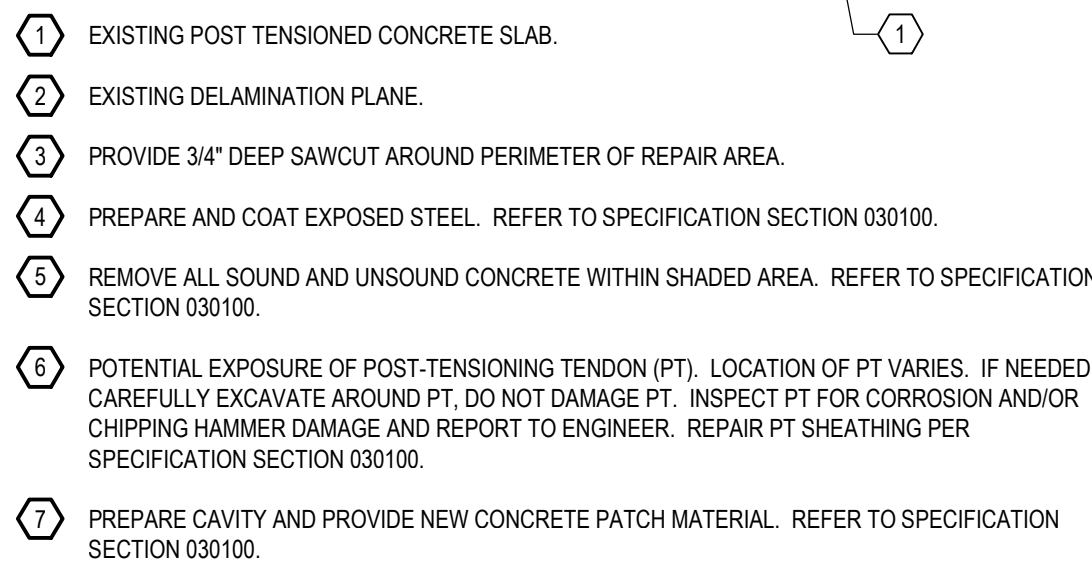 1 EXISTING POST TENSIONED CONCRETE SLAB.
1
2 EXISTING DELAMINATION PLANE.
3 PROVIDE 3/4" DEEP SAWCUT AROUND PERIMETER OF REPAIR AREA.
4 PREPARE AND COAT EXPOSED STEEL. REFER TO SPECIFICATION SECTION 030100.
5 REMOVE ALL SOUND AND UNSOUND CONCRETE WITHIN SHADED AREA. REFER TO SPECIFICATION
SECTION 030100.
6 POTENTIAL EXPOSURE OF POST-TENSIONING TENDON (PT). LOCATION OF PT VARIES. IF NEEDED
CAREFULLY EXCAVATE AROUND PT, DO NOT DAMAGE PT. INSPECT PT FOR CORROSION AND/OR
CHIPPING HAMMER DAMAGE AND REPORT TO ENGINEER. REPAIR PT SHEATHING PER
SPECIFICATION SECTION 030100.
7 PREPARE CAVITY AND PROVIDE NEW CONCRETE PATCH MATERIAL. REFER TO SPECIFICATION
SECTION 030100.